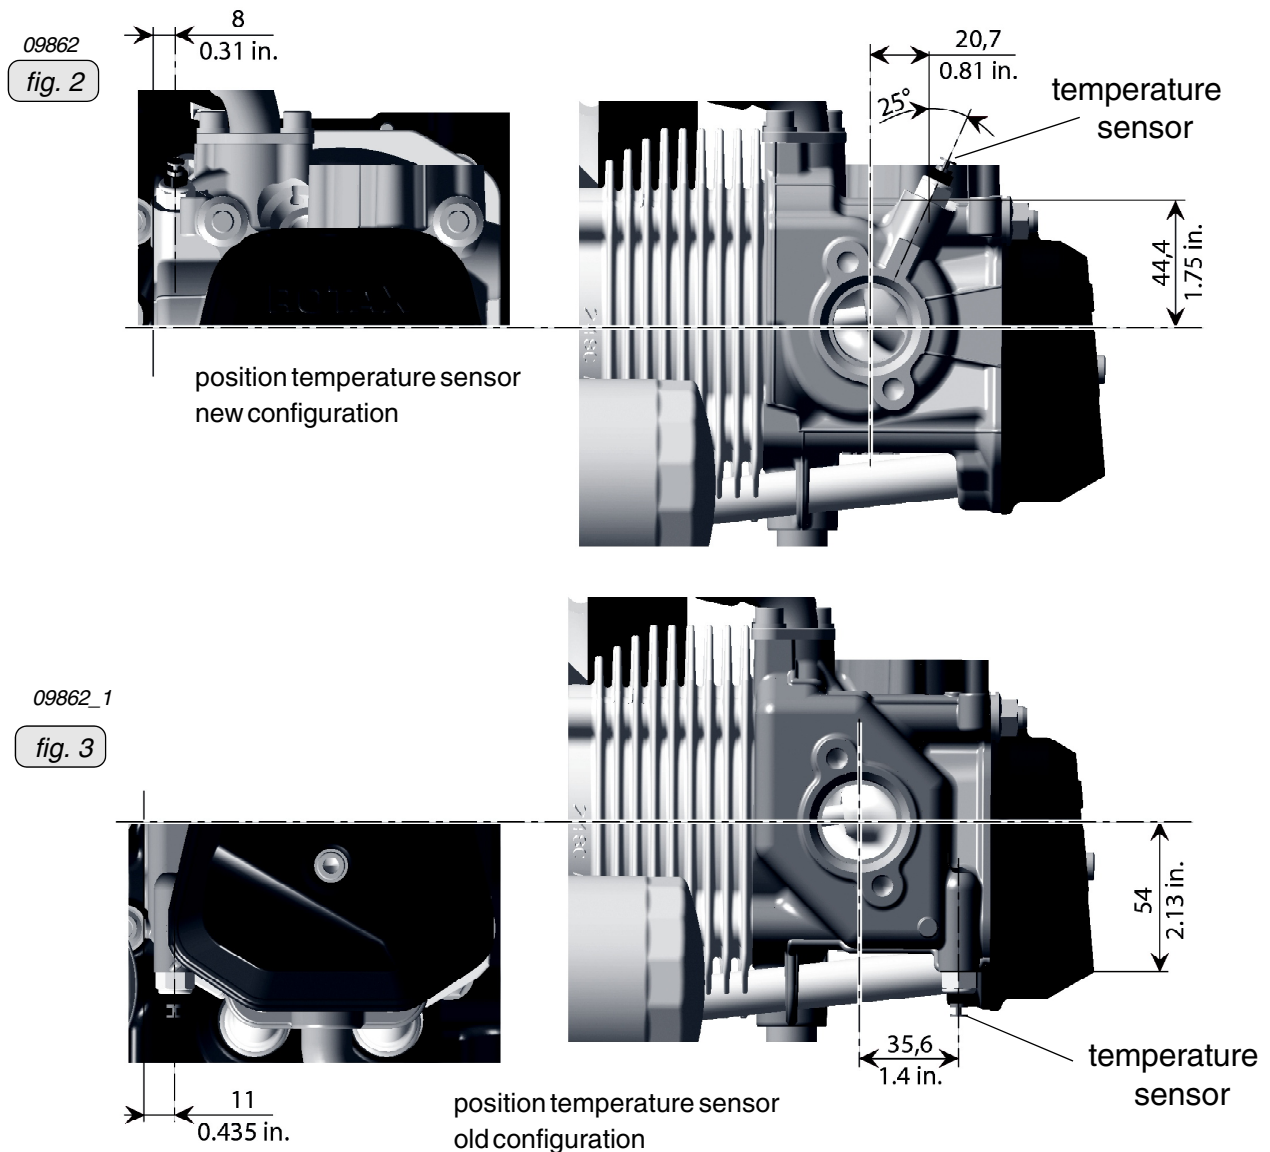 09862
fig. 2
8
0.31 in.
20,7
0.81 in.
25°
temperature
sensor
44,4
1.75 in.
ROTAX
position temperature sensor
new configuration
09862_1
fig. 3
54
2.13 in.
35,6
1.4 in.
temperature
sensor
11
0.435 in.
position temperature sensor
old configuration